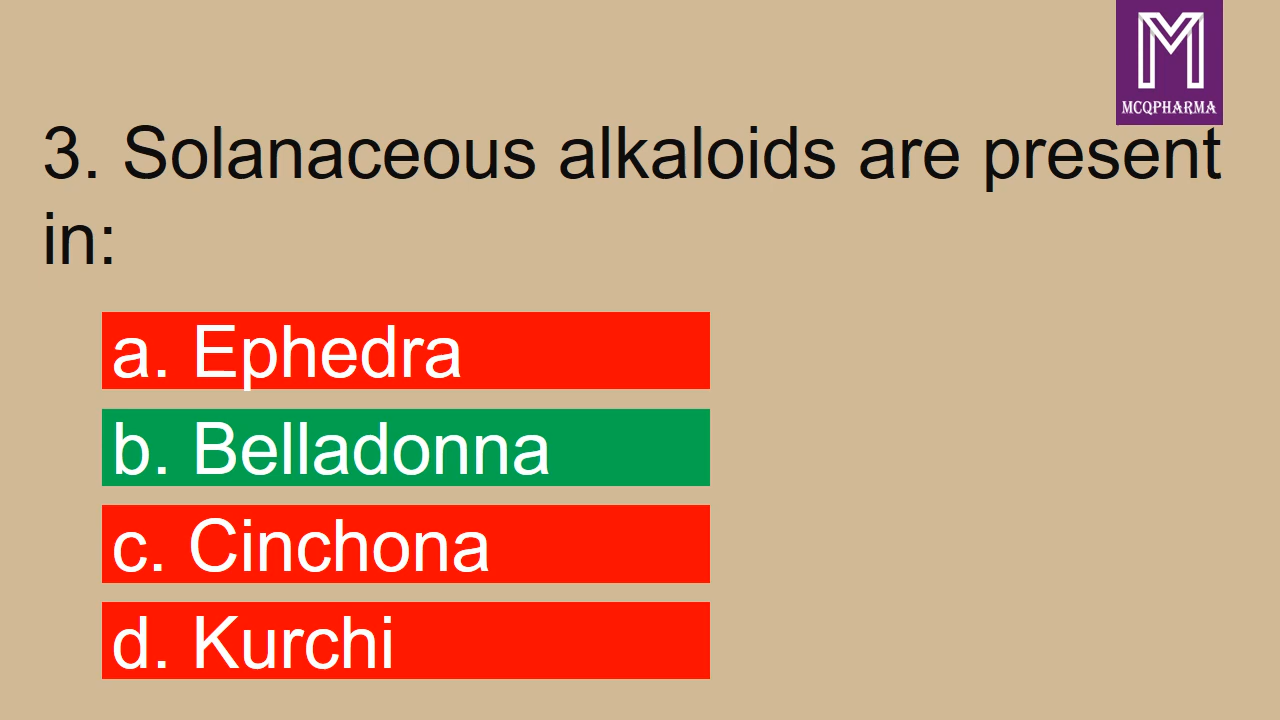 M
MCQPHARMA
3. Solanaceous alkaloids are present
in:
a. Ephedra
b. Belladonna
c. Cinchona
d. Kurchi